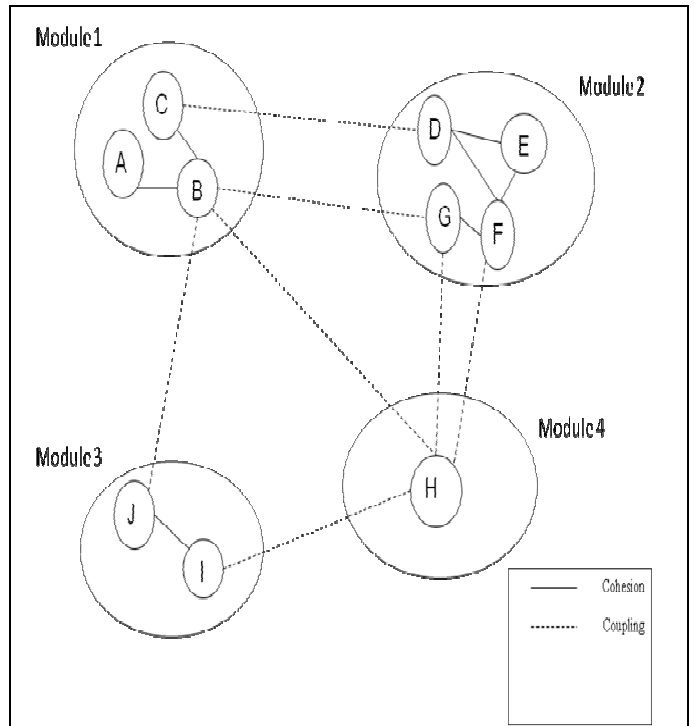 Module1
Module2
C
D
E
A
B
G
F
Module4
Module3
H
J
I
Cohesion
Coupling